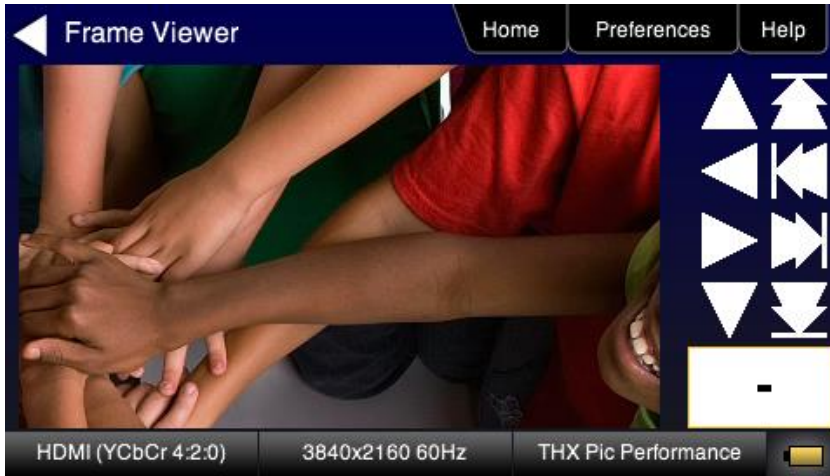 Frame Viewer
Home
Preferences
Help
-
HDMI (YCbCr 4:2:0)
3840x2160 60Hz
THX Pic Performance